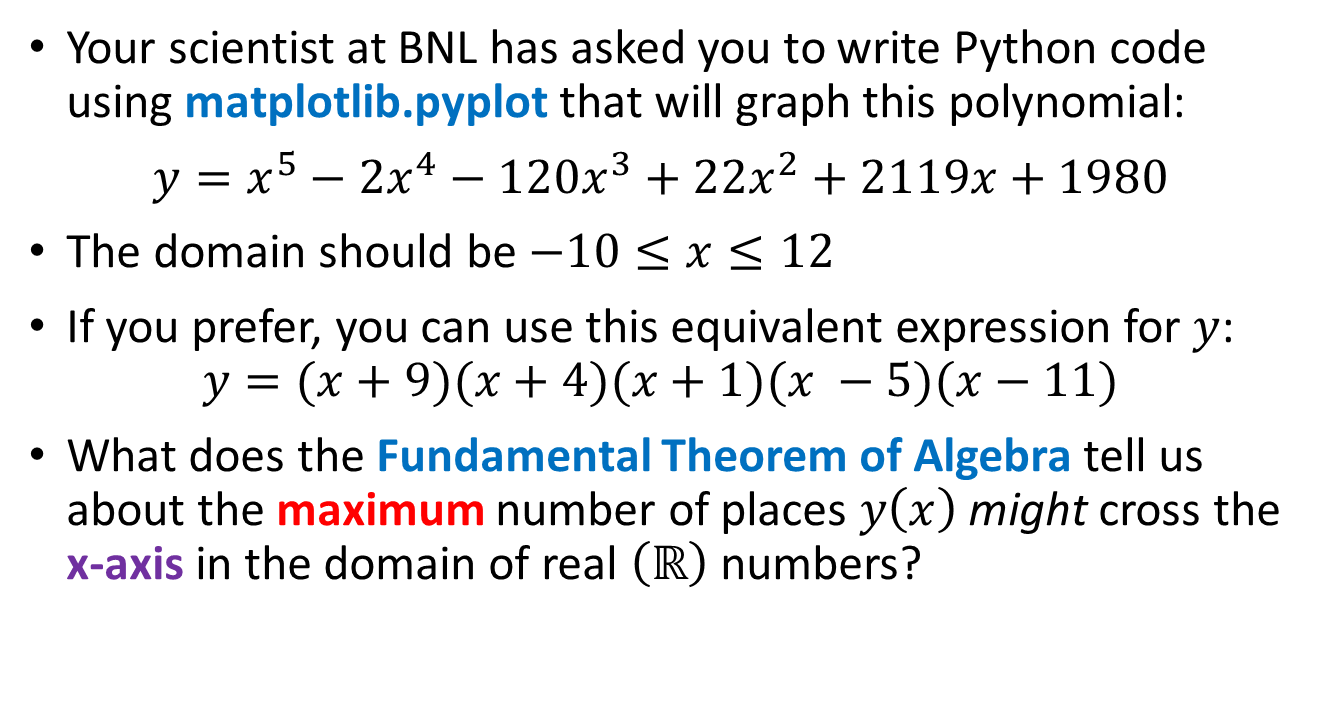 • Your scientist at BNL has asked you to write Python code
using matplotlib.pyplot that will graph this polynomial:
y = x⁵ − 2x⁴ − 120x³ + 22x² + 2119x + 1980
• The domain should be −10 ≤ x ≤ 12
• If you prefer, you can use this equivalent expression for y:
y = (x + 9)(x + 4)(x + 1)(x − 5)(x − 11)
• What does the Fundamental Theorem of Algebra tell us
about the maximum number of places y(x) might cross the
x-axis in the domain of real (ℝ) numbers?